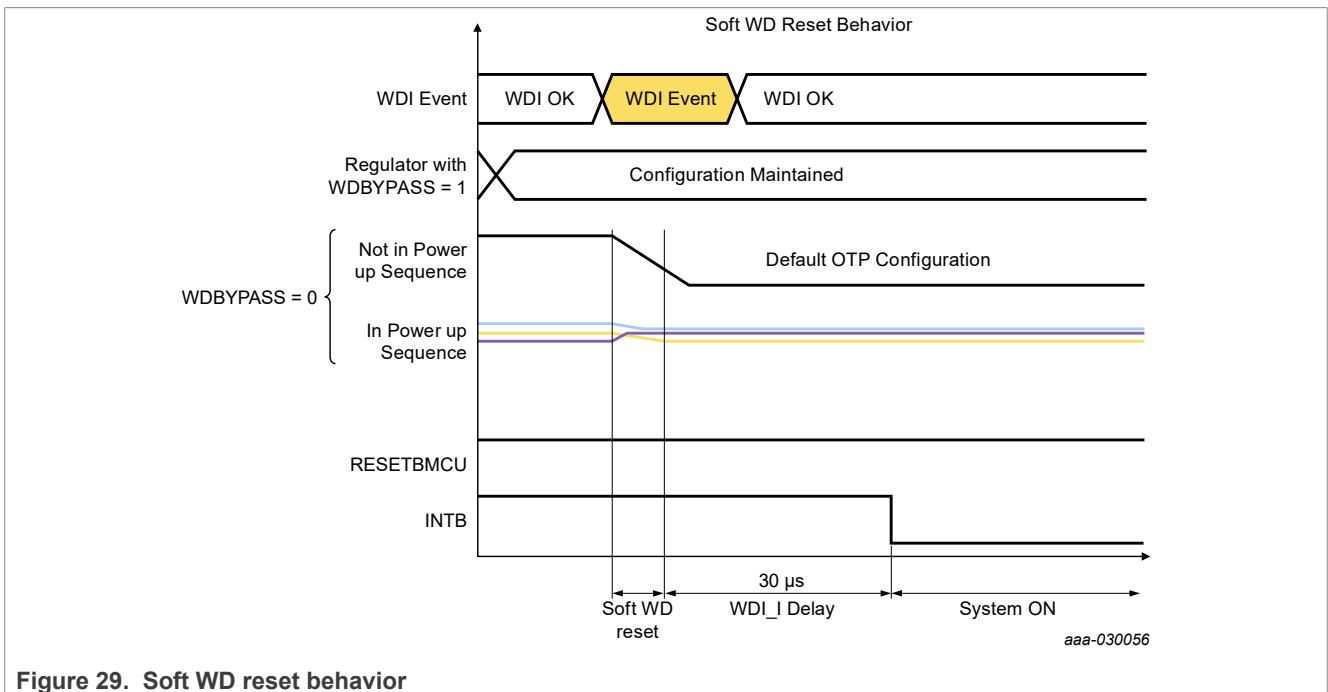 Soft WD Reset Behavior
WDI Event
WDI OK
WDI Event
WDI OK
Regulator with
WDBYPASS = 1
Configuration Maintained
WDBYPASS = 0
Not in Power
up Sequence
Default OTP Configuration
In Power up
Sequence
RESETBMCU
INTB
30 µs
Soft WD
reset
WDI_I Delay
System ON
aaa-030056
Figure 29. Soft WD reset behavior